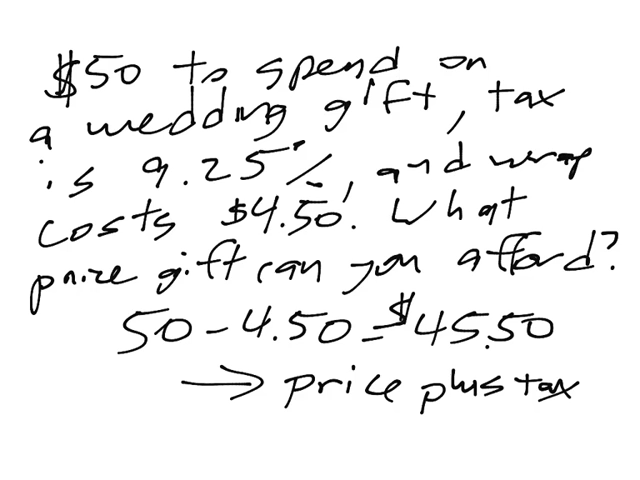 $50 to spend on
a wedding gift, tax
is 9.25%, and wrap
costs $4.50. What
price gift can you afford?
50 - 4.50 = $45.50
→ price plus tax